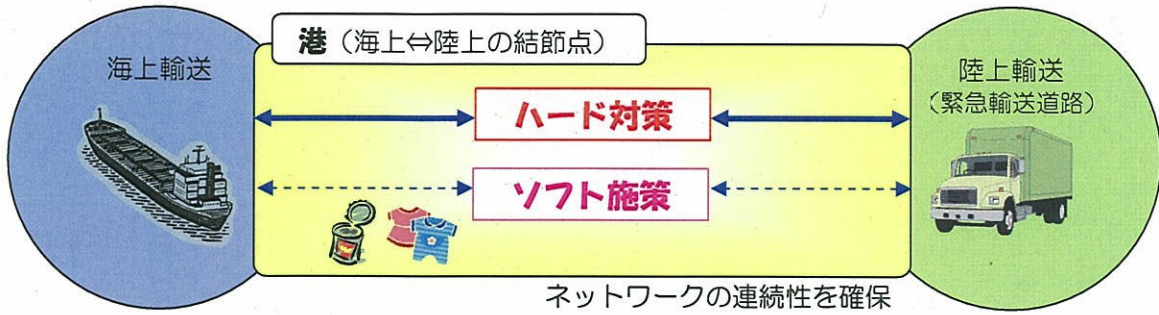 港（海上⇔陸上の結節点）
海上輸送
陸上輸送
（緊急輸送道路）
ハード対策
ソフト施策
ネットワークの連続性を確保